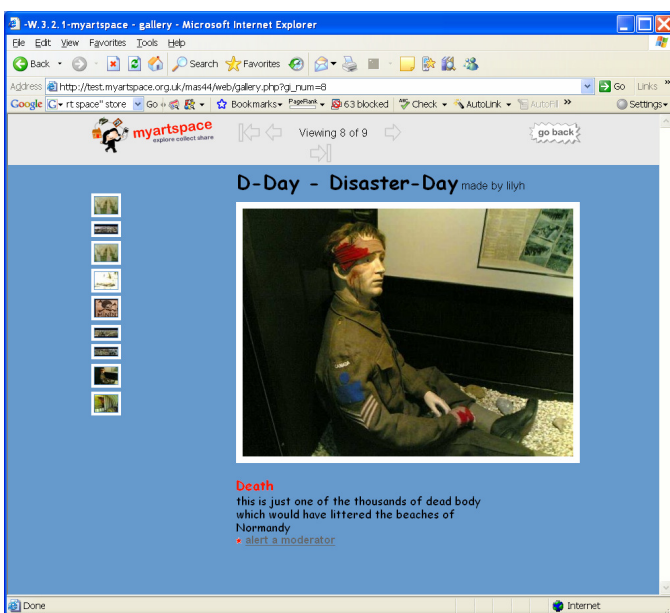 -W.3.2.1-myartspace - gallery - Microsoft Internet Explorer
File Edit View Favorites Tools Help
Back Search Favorites
Address http://test.myartspace.org.uk/mas44/web/gallery.php?gi_num=8 Go Links »
Google rt space" store Go Bookmarks PageRank 63 blocked Check AutoLink AutoFill » Settings
myartspace
explore collect share
Viewing 8 of 9
go back
D-Day - Disaster-Day made by lilyh
CANADA
Death
this is just one of the thousands of dead body
which would have littered the beaches of
Normandy
alert a moderator
Done Internet